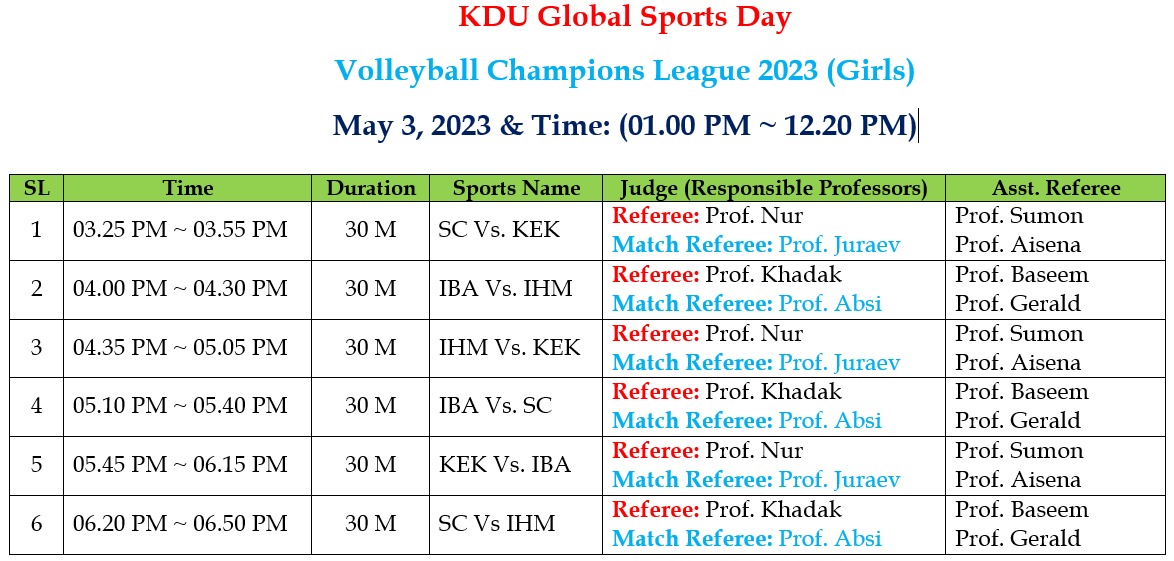 KDU Global Sports Day
Volleyball Champions League 2023 (Girls)
May 3, 2023 & Time: (01.00 PM ~ 12.20 PM)
SL Time Duration Sports Name Judge (Responsible Professors) Asst. Referee
1 03.25 PM ~ 03.55 PM 30 M SC Vs. KEK Referee: Prof. Nur Prof. Sumon
Match Referee: Prof. Juraev Prof. Aisena
2 04.00 PM ~ 04.30 PM 30 M IBA Vs. IHM Referee: Prof. Khadak Prof. Baseem
Match Referee: Prof. Absi Prof. Gerald
3 04.35 PM ~ 05.05 PM 30 M IHM Vs. KEK Referee: Prof. Nur Prof. Sumon
Match Referee: Prof. Juraev Prof. Aisena
4 05.10 PM ~ 05.40 PM 30 M IBA Vs. SC Referee: Prof. Khadak Prof. Baseem
Match Referee: Prof. Absi Prof. Gerald
5 05.45 PM ~ 06.15 PM 30 M KEK Vs. IBA Referee: Prof. Nur Prof. Sumon
Match Referee: Prof. Juraev Prof. Aisena
6 06.20 PM ~ 06.50 PM 30 M SC Vs IHM Referee: Prof. Khadak Prof. Baseem
Match Referee: Prof. Absi Prof. Gerald